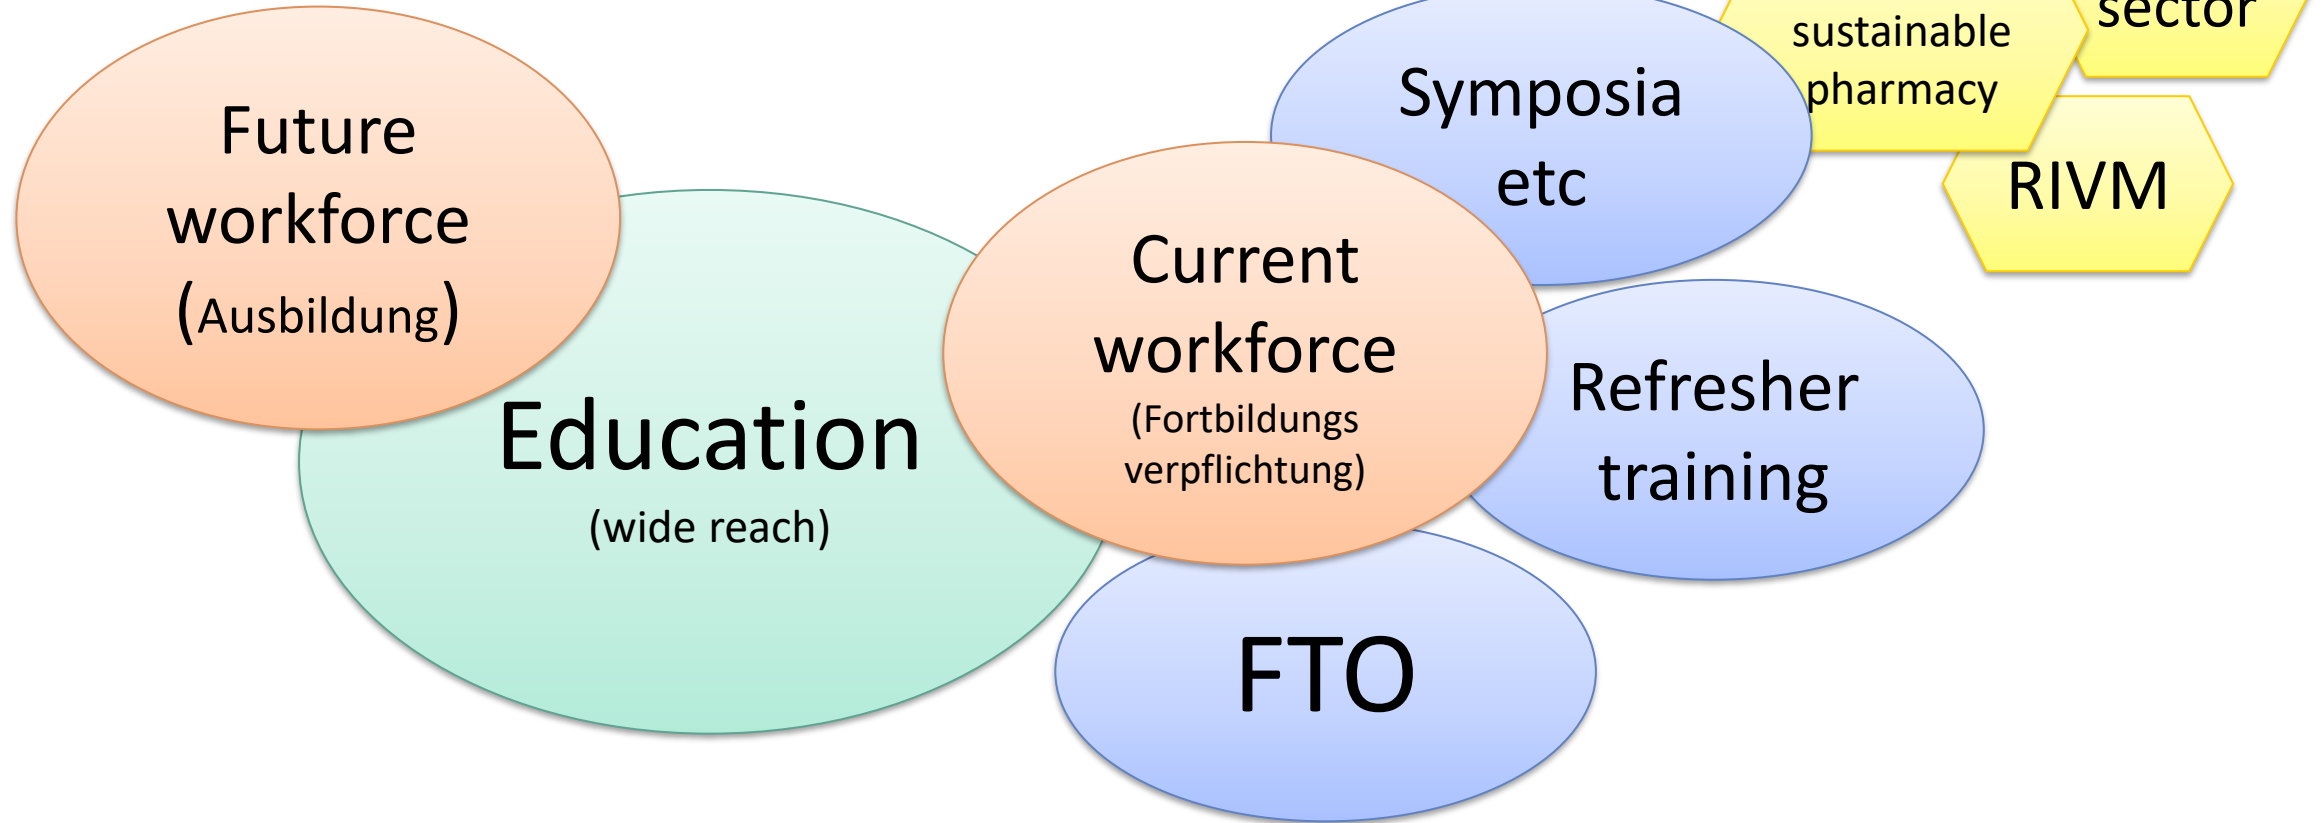 Future
workforce
(Ausbildung)
Education
(wide reach)
Current
workforce
(Fortbildungs
verpflichtung)
Symposia
etc
sustainable
pharmacy
sector
RIVM
Refresher
training
FTO